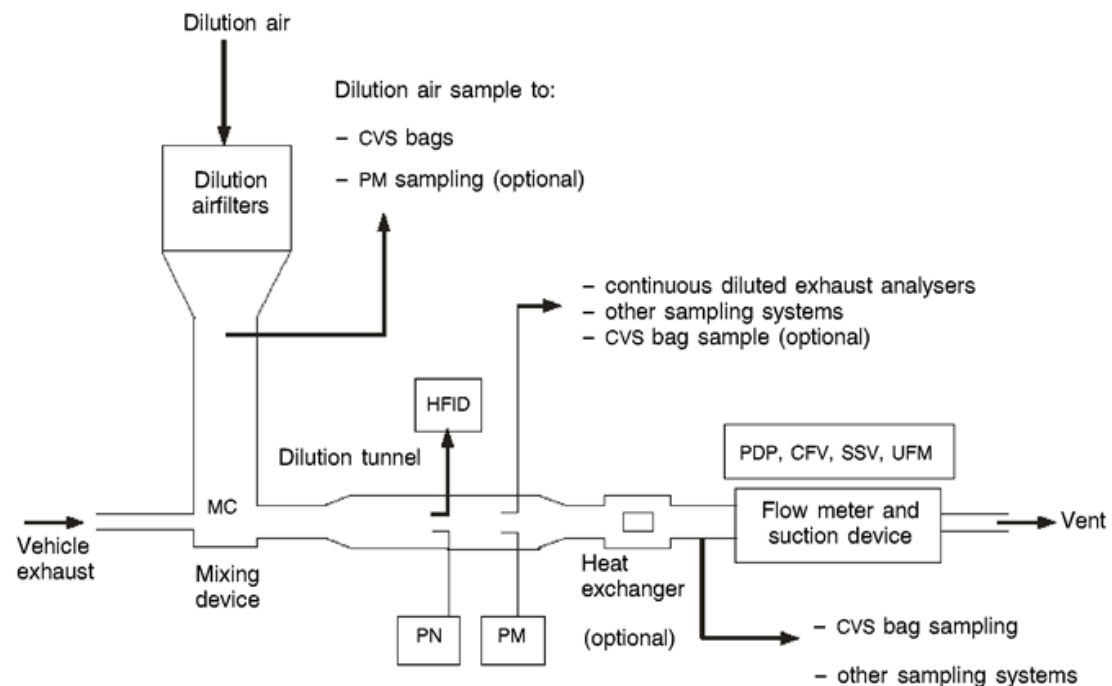 Dilution air
Dilution air sample to:
– CVS bags
– PM sampling (optional)
Dilution
airfilters
– continuous diluted exhaust analysers
– other sampling systems
– CVS bag sample (optional)
HFID
Dilution tunnel
PDP, CFV, SSV, UFM
MC
Flow meter and
suction device
Vent
Vehicle
exhaust
Mixing
device
Heat
exchanger
(optional)
PN
PM
– CVS bag sampling
– other sampling systems